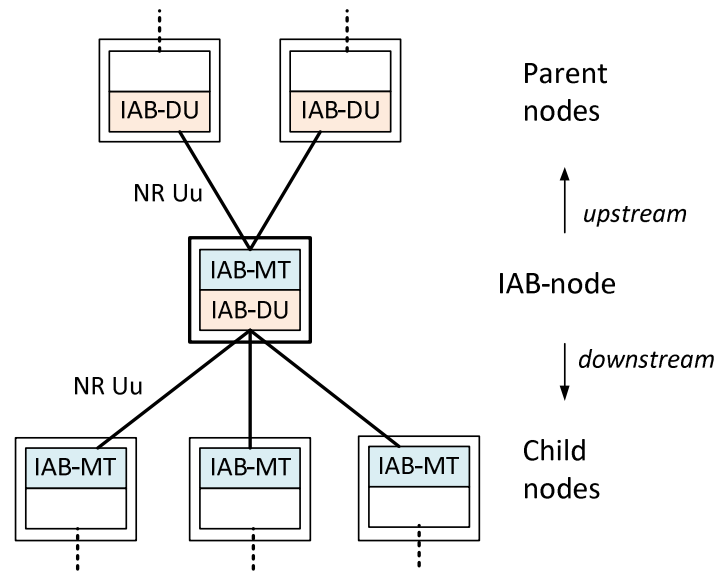 IAB-DU
IAB-DU
Parent
nodes
NR Uu
upstream
IAB-MT
IAB-DU
IAB-node
NR Uu
downstream
IAB-MT
IAB-MT
IAB-MT
Child
nodes